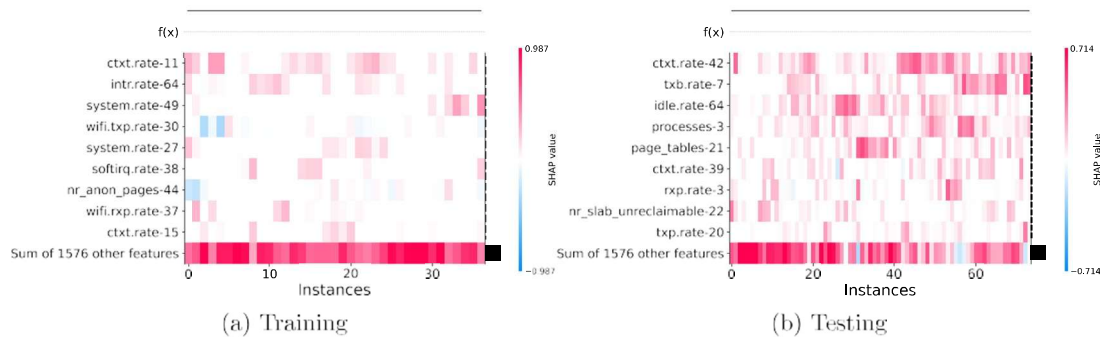 f(x)
ctxt.rate-11
intr.rate-64
system.rate-49
wifi.txp.rate-30
system.rate-27
softirq.rate-38
nr_anon_pages-44
wifi.rxp.rate-37
ctxt.rate-15
Sum of 1576 other features
0 10 20 30
Instances
0.987
SHAP value
−0.987
(a) Training
f(x)
ctxt.rate-42
txb.rate-7
idle.rate-64
processes-3
page_tables-21
ctxt.rate-39
rxp.rate-3
nr_slab_unreclaimable-22
txp.rate-20
Sum of 1576 other features
0 20 40 60
Instances
0.714
SHAP value
−0.714
(b) Testing